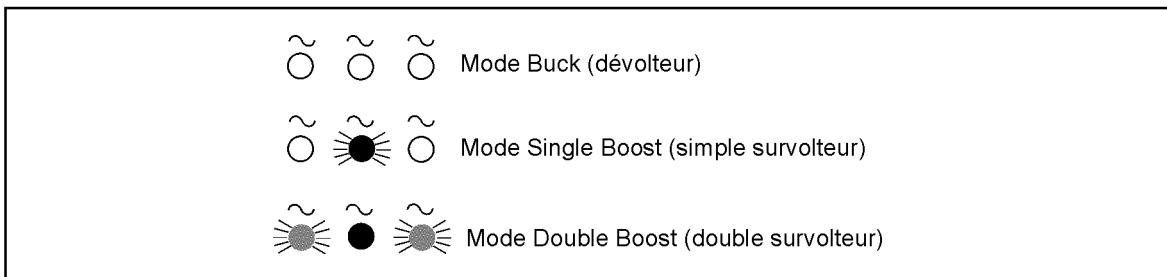 Mode Buck (dévolteur)
Mode Single Boost (simple survolteur)
Mode Double Boost (double survolteur)